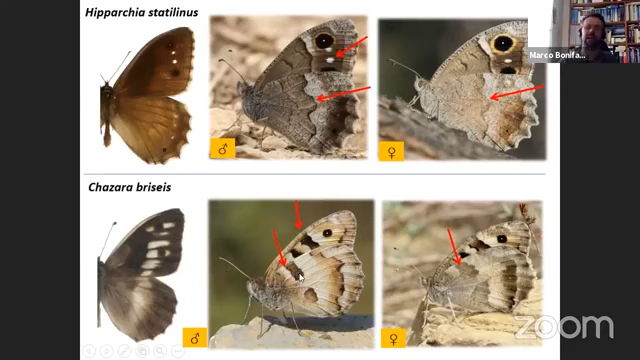 Hipparchia statilinus
Marco Bonifa...
♂
♀
Chazara briseis
♂
♀
zoom